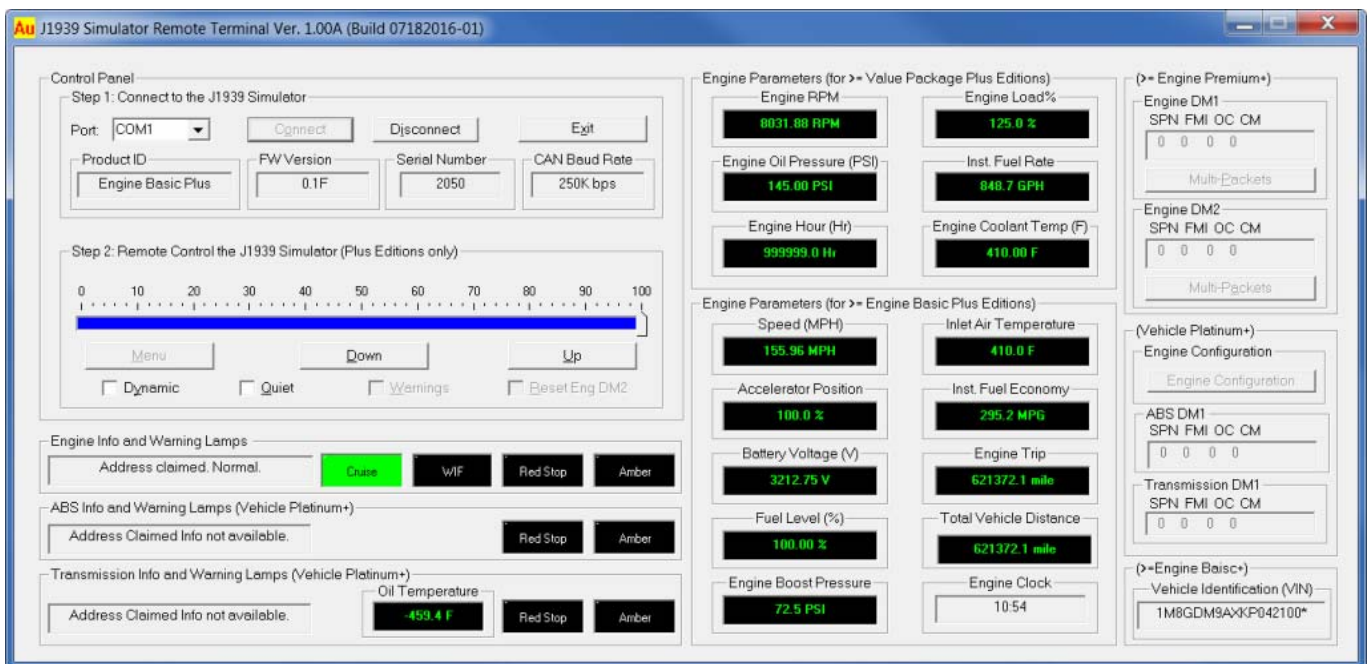 Au J1939 Simulator Remote Terminal Ver. 1.00A (Build 07182016-01)
Control Panel
Step 1: Connect to the J1939 Simulator
Port: COM1 Connect Disconnect Exit
Product ID FW Version Serial Number CAN Baud Rate
Engine Basic Plus 0.1F 2050 250K bps
Step 2: Remote Control the J1939 Simulator (Plus Editions only)
0 10 20 30 40 50 60 70 80 90 100
Menu Down Up
Dynamic Quiet Warnings Reset Eng DM2
Engine Info and Warning Lamps
Address claimed. Normal. Cruise WIF Red Stop Amber
ABS Info and Warning Lamps (Vehicle Platinum+)
Address Claimed Info not available. Red Stop Amber
Transmission Info and Warning Lamps (Vehicle Platinum+)
Oil Temperature
Address Claimed Info not available. -459.4 F Red Stop Amber
Engine Parameters (for >= Value Package Plus Editions)
Engine RPM Engine Load%
8031.88 RPM 125.0 %
Engine Oil Pressure (PSI) Inst. Fuel Rate
145.00 PSI 848.7 GPH
Engine Hour (Hr) Engine Coolant Temp (F)
999999.0 Hr 410.00 F
Engine Parameters (for >= Engine Basic Plus Editions)
Speed (MPH) Inlet Air Temperature
155.96 MPH 410.0 F
Accelerator Position Inst. Fuel Economy
100.0 % 295.2 MPG
Battery Voltage (V) Engine Trip
3212.75 V 621372.1 mile
Fuel Level (%) Total Vehicle Distance
100.00 % 621372.1 mile
Engine Boost Pressure Engine Clock
72.5 PSI 10:54
(>= Engine Premium+)
Engine DM1
SPN FMI OC CM
0 0 0 0
Multi-Packets
Engine DM2
SPN FMI OC CM
0 0 0 0
Multi-Packets
(Vehicle Platinum+)
Engine Configuration
Engine Configuration
ABS DM1
SPN FMI OC CM
0 0 0 0
Transmission DM1
SPN FMI OC CM
0 0 0 0
(>=Engine Baisc+)
Vehicle Identification (VIN)
1M8GDM9AXKP042100*